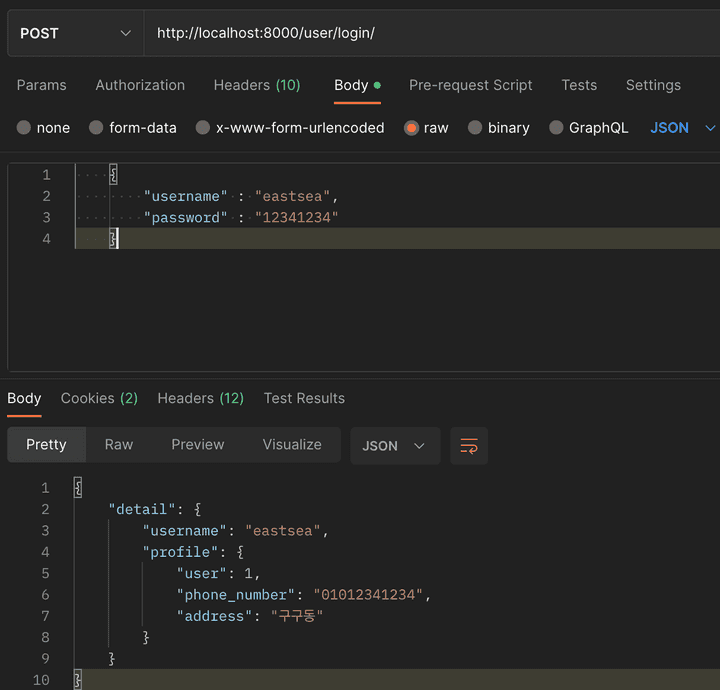 POST http://localhost:8000/user/login/
Params Authorization Headers (10) Body Pre-request Script Tests Settings
none form-data x-www-form-urlencoded raw binary GraphQL JSON
1 {
2 "username" : "eastsea",
3 "password" : "12341234"
4 }
Body Cookies (2) Headers (12) Test Results
Pretty Raw Preview Visualize JSON
1 {
2 "detail": {
3 "username": "eastsea",
4 "profile": {
5 "user": 1,
6 "phone_number": "01012341234",
7 "address": "구구동"
8 }
9 }
10 }